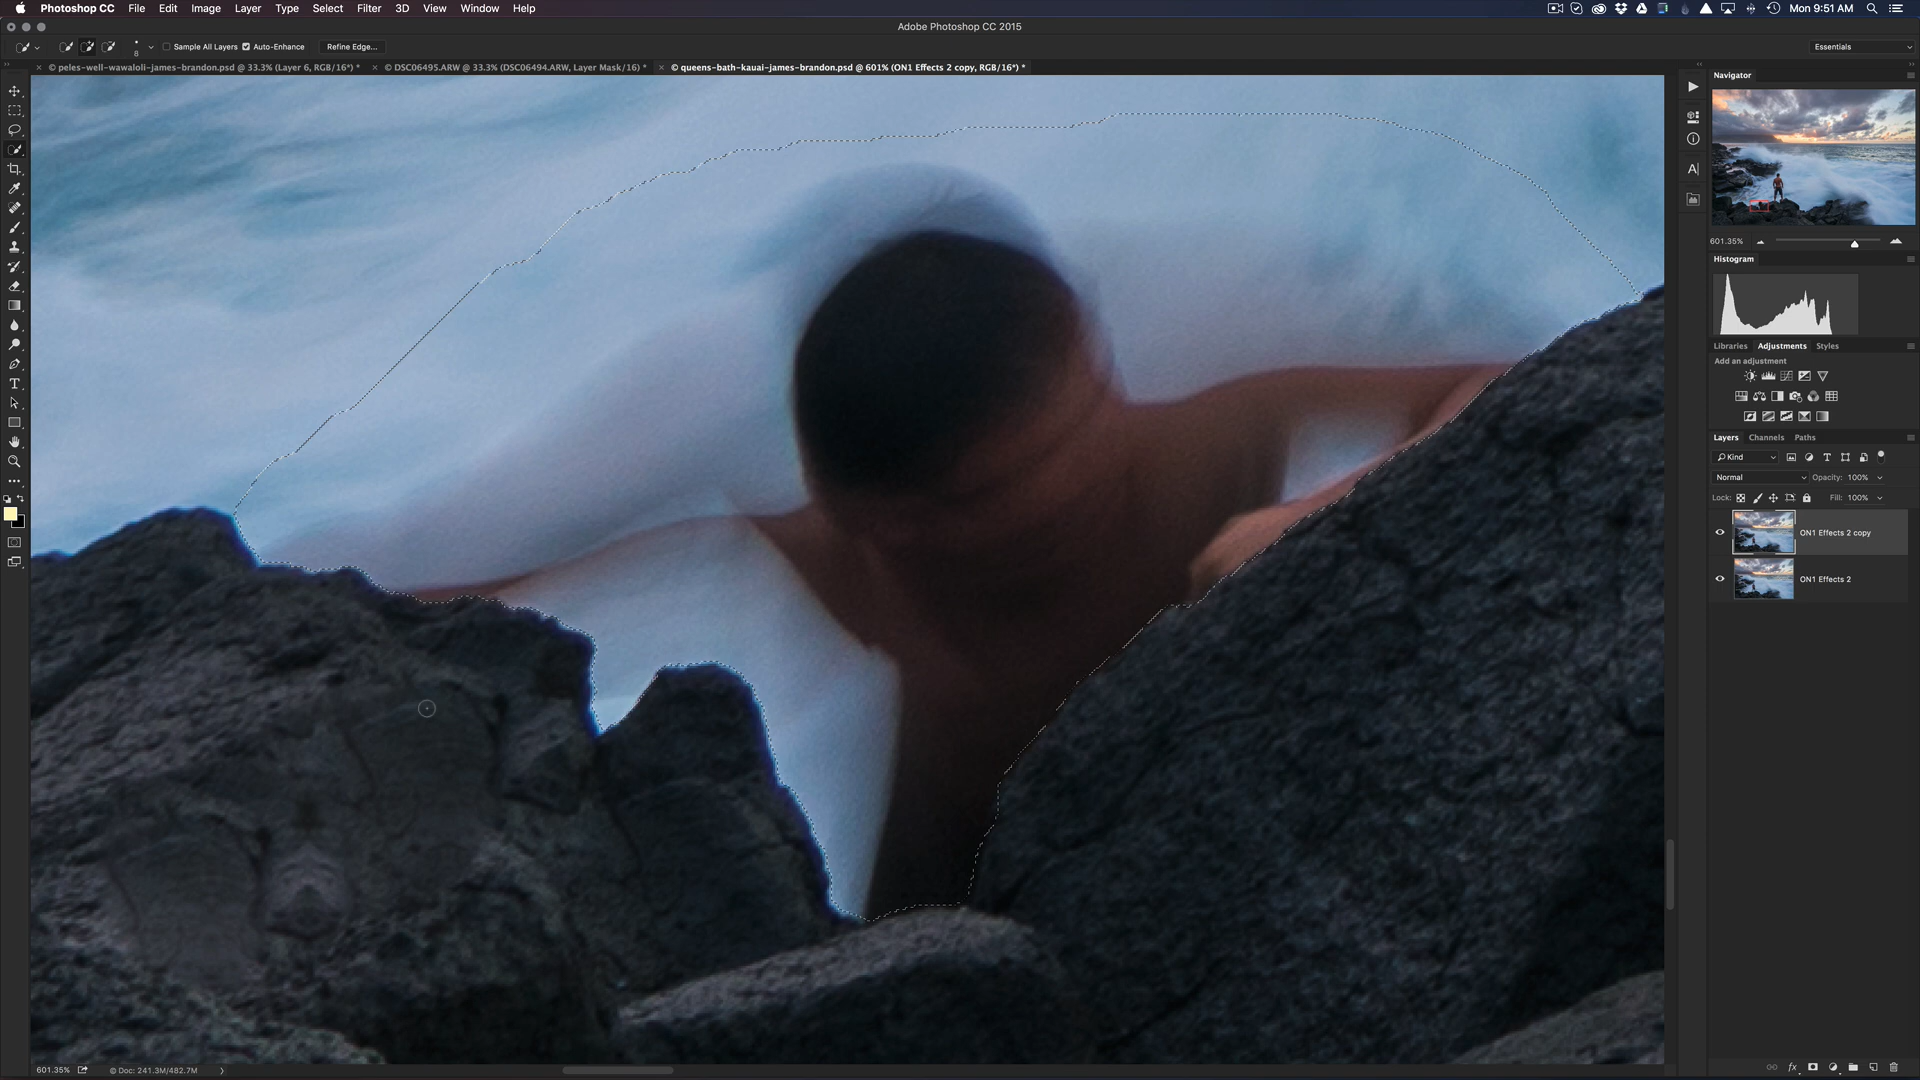 Photoshop CC File Edit Image Layer Type Select Filter 3D View Window Help Mon 9:51 AM
Adobe Photoshop CC 2015
8 Sample All Layers Auto-Enhance Refine Edge... Essentials
× © peles-well-wawaloli-james-brandon.psd @ 33.3% (Layer 6, RGB/16*) * × © DSC06495.ARW @ 33.3% (DSC06494.ARW, Layer Mask/16) * × © queens-bath-kauai-james-brandon.psd @ 601% (ON1 Effects 2 copy, RGB/16*) *
Navigator
601.35%
Histogram
Libraries Adjustments Styles
Add an adjustment
Layers Channels Paths
Kind
Normal Opacity: 100%
Lock: Fill: 100%
ON1 Effects 2 copy
ON1 Effects 2
601.35% © Doc: 241.3M/482.7M